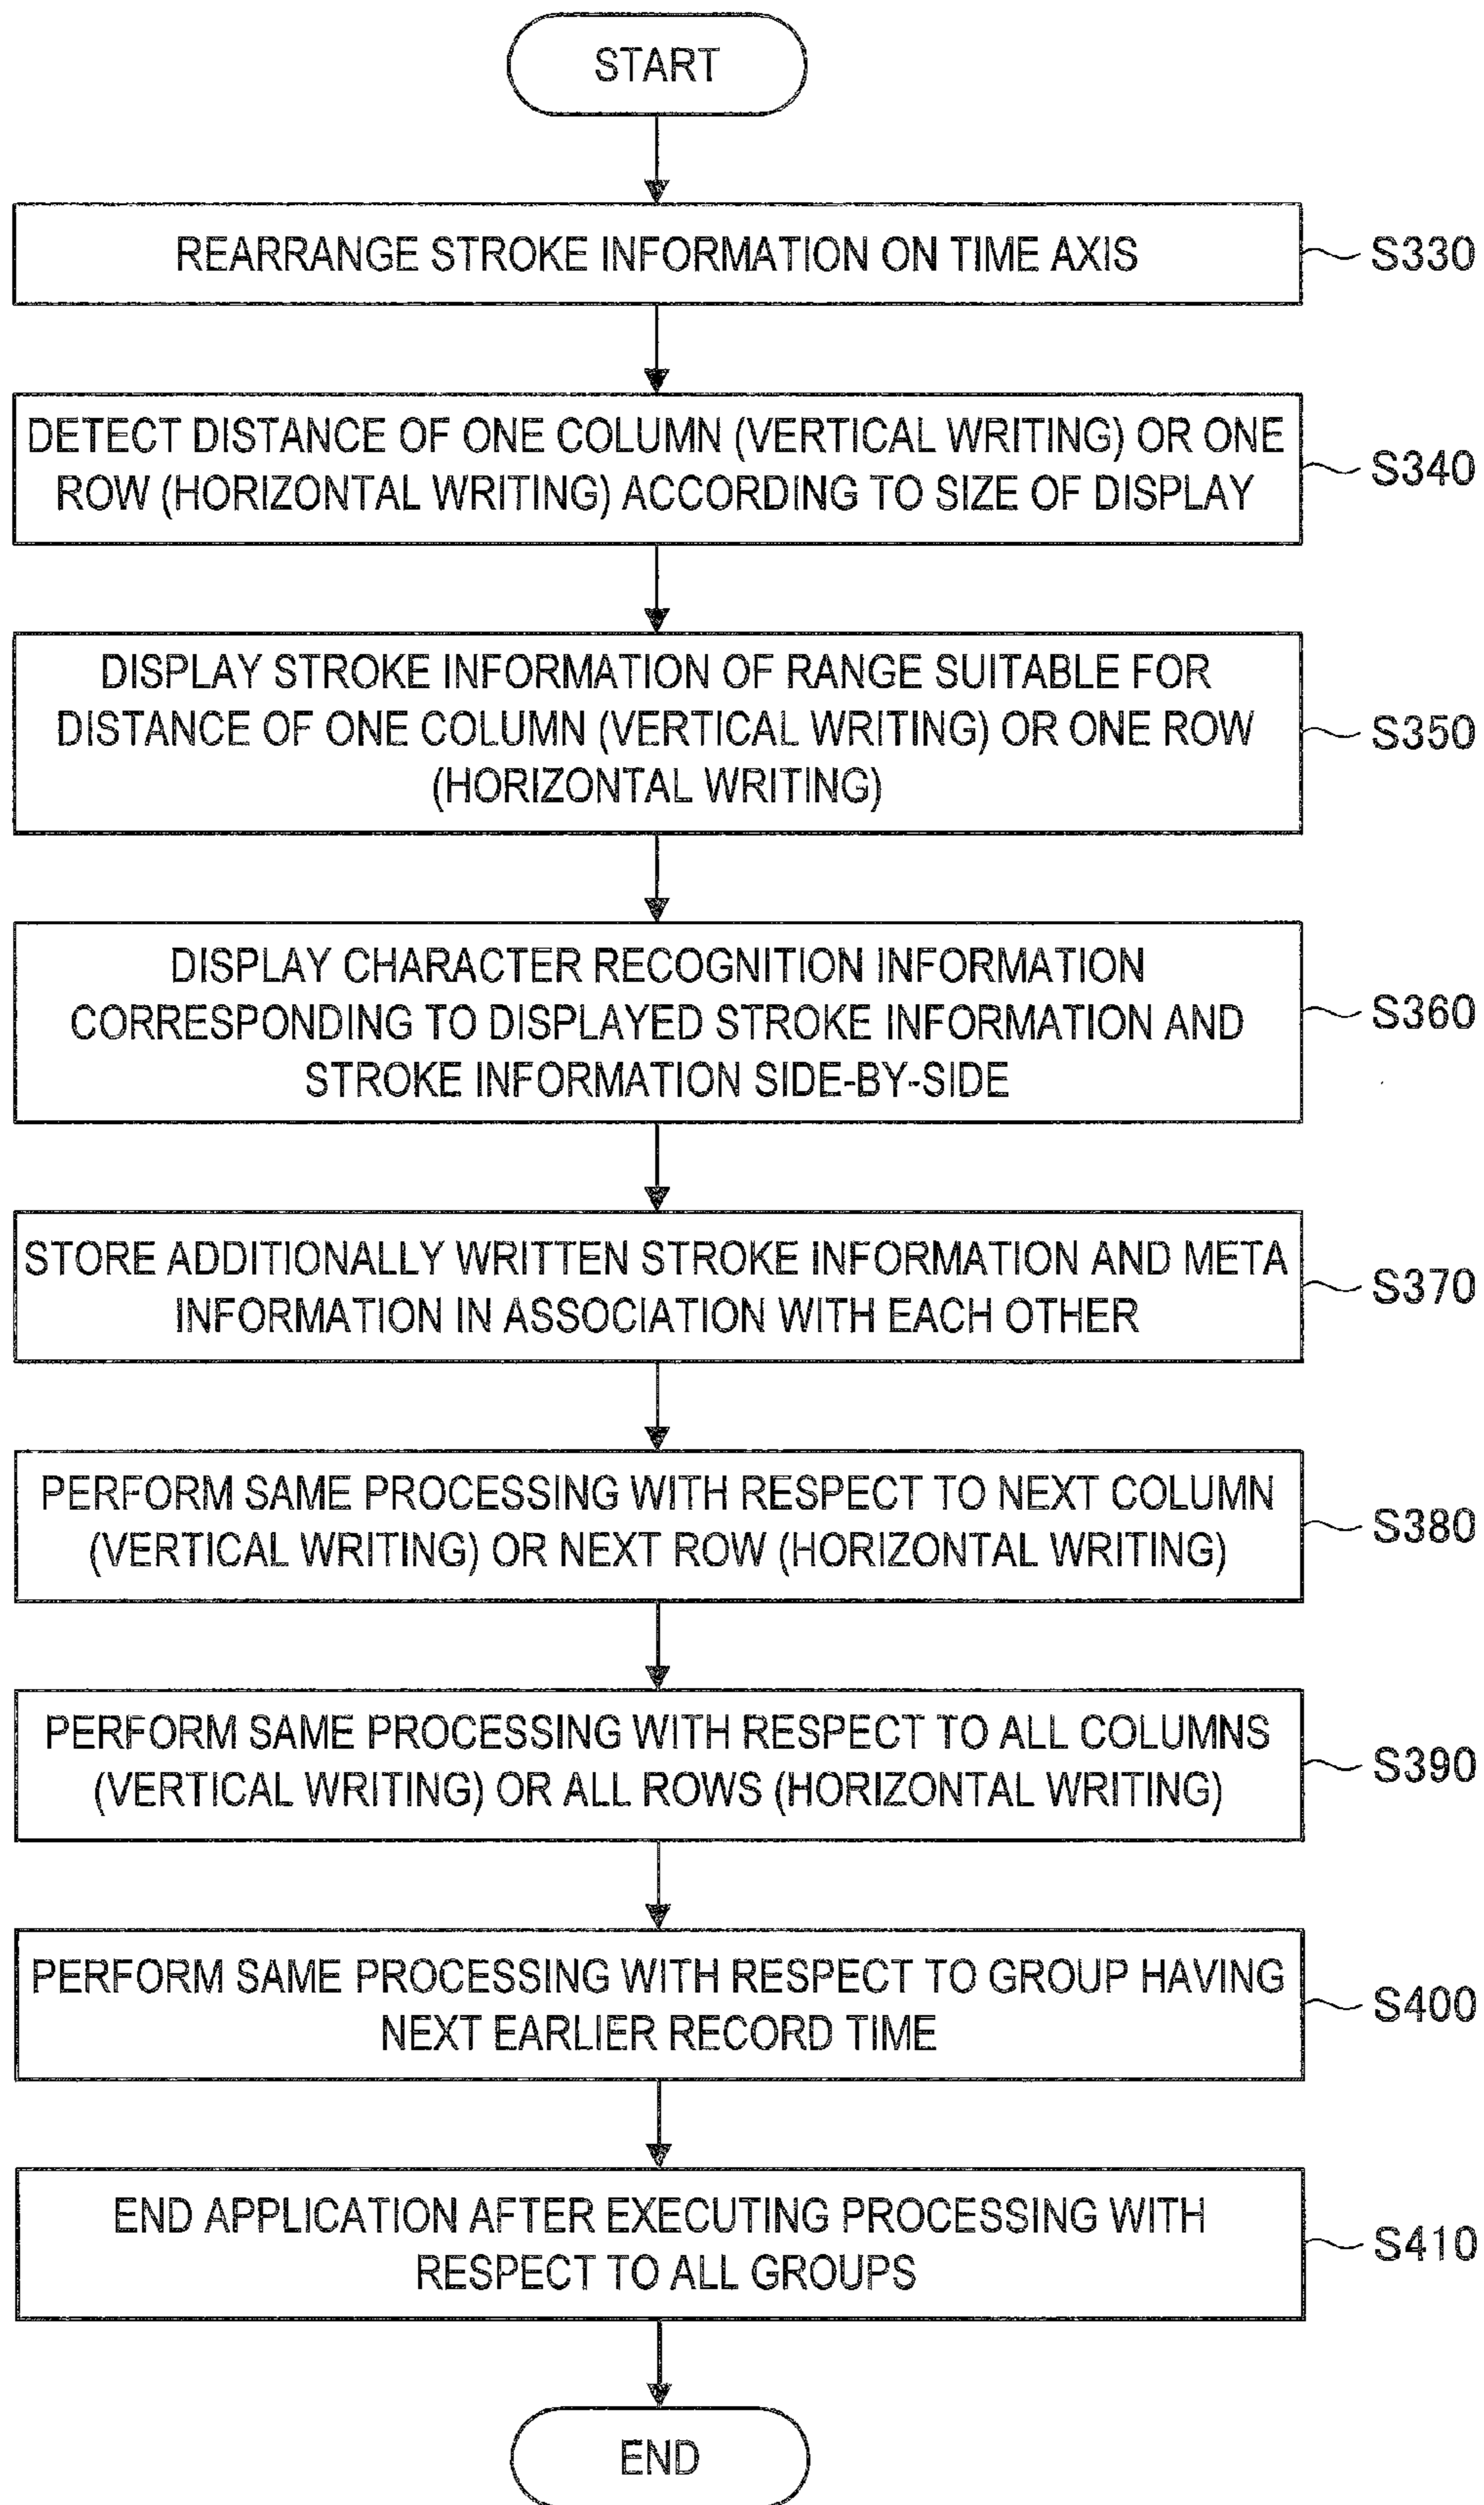 START
REARRANGE STROKE INFORMATION ON TIME AXIS
S330
DETECT DISTANCE OF ONE COLUMN (VERTICAL WRITING) OR ONE
ROW (HORIZONTAL WRITING) ACCORDING TO SIZE OF DISPLAY
S340
DISPLAY STROKE INFORMATION OF RANGE SUITABLE FOR
DISTANCE OF ONE COLUMN (VERTICAL WRITING) OR ONE ROW
(HORIZONTAL WRITING)
S350
DISPLAY CHARACTER RECOGNITION INFORMATION
CORRESPONDING TO DISPLAYED STROKE INFORMATION AND
STROKE INFORMATION SIDE-BY-SIDE
S360
STORE ADDITIONALLY WRITTEN STROKE INFORMATION AND META
INFORMATION IN ASSOCIATION WITH EACH OTHER
S370
PERFORM SAME PROCESSING WITH RESPECT TO NEXT COLUMN
(VERTICAL WRITING) OR NEXT ROW (HORIZONTAL WRITING)
S380
PERFORM SAME PROCESSING WITH RESPECT TO ALL COLUMNS
(VERTICAL WRITING) OR ALL ROWS (HORIZONTAL WRITING)
S390
PERFORM SAME PROCESSING WITH RESPECT TO GROUP HAVING
NEXT EARLIER RECORD TIME
S400
END APPLICATION AFTER EXECUTING PROCESSING WITH
RESPECT TO ALL GROUPS
S410
END